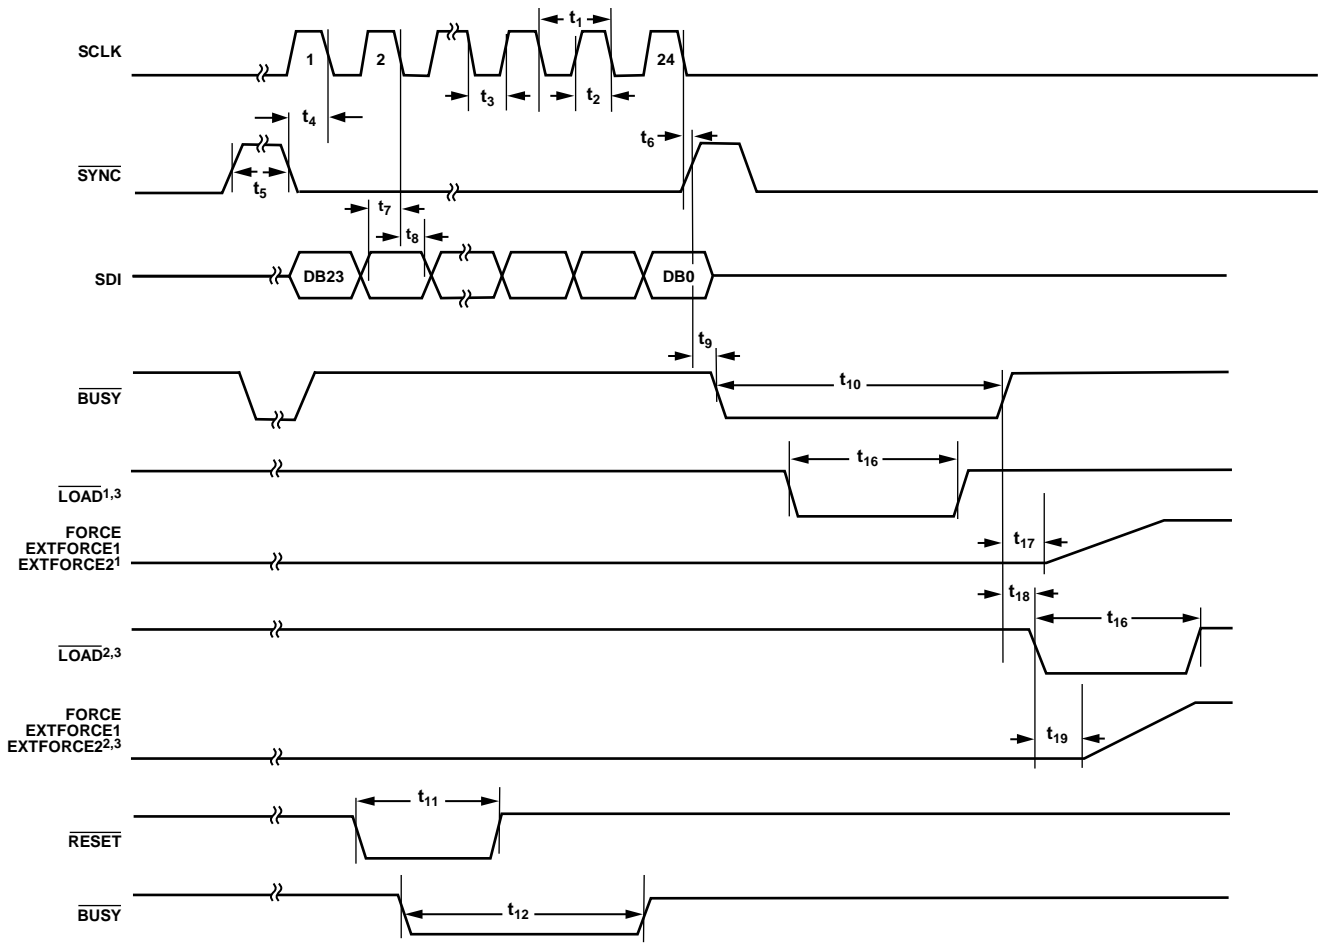 t1
SCLK
1
2
24
t3
t2
t4
t6
SYNC
t5
t7
t8
SDI
DB23
DB0
t9
BUSY
t10
t16
LOAD1,3
FORCE
EXTFORCE1
EXTFORCE21
t17
t18
t16
LOAD2,3
FORCE
EXTFORCE1
EXTFORCE22,3
t19
t11
RESET
BUSY
t12